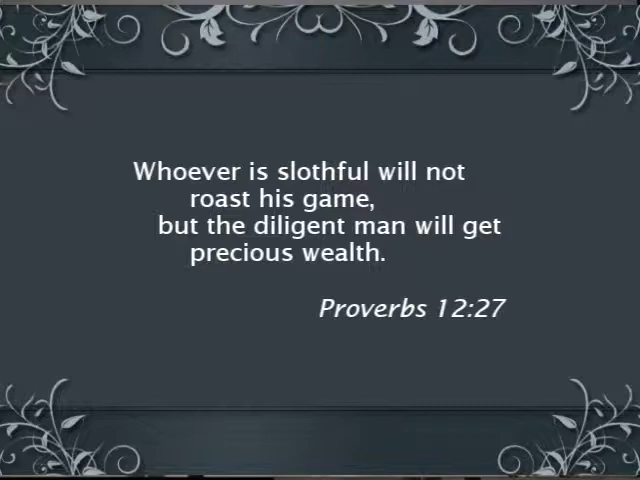 Whoever is slothful will not
roast his game,
but the diligent man will get
precious wealth.
Proverbs 12:27